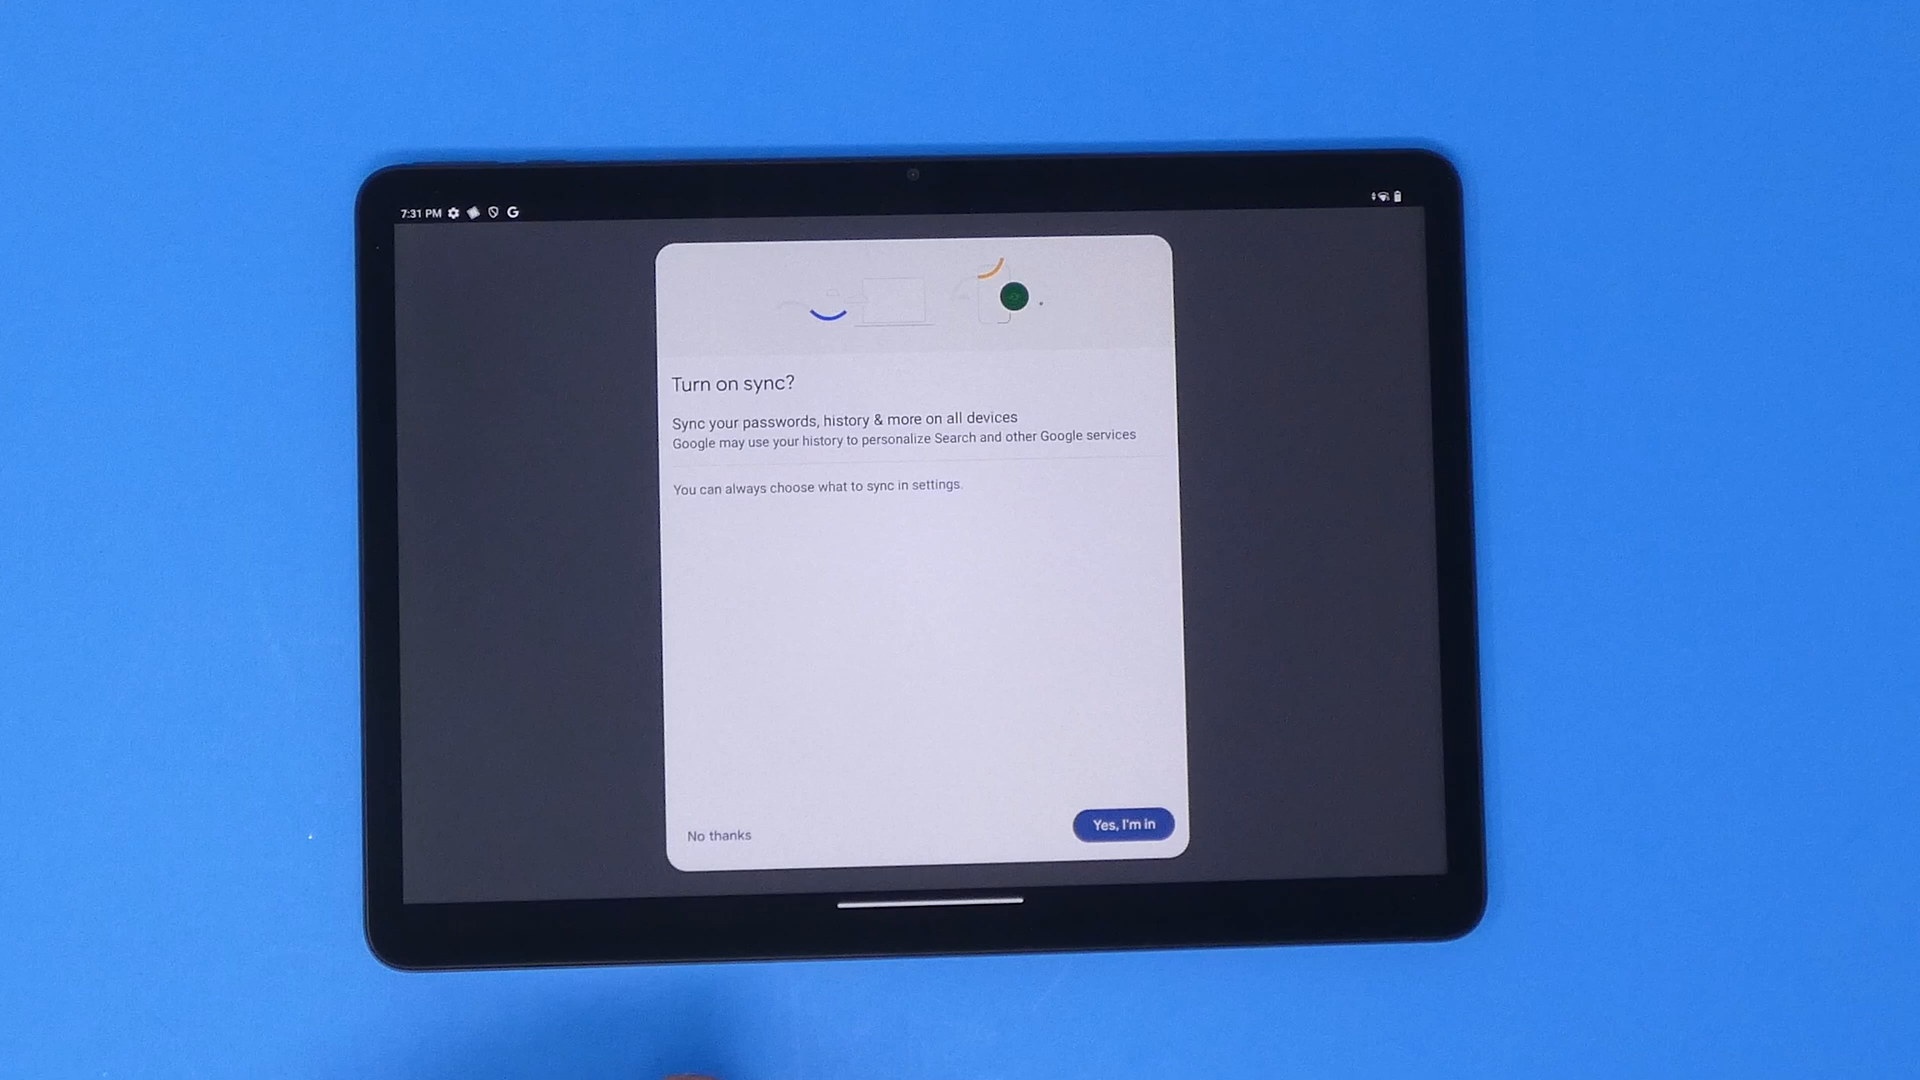 7:31 PM
Turn on sync?
Sync your passwords, history & more on all devices
Google may use your history to personalize Search and other Google services
You can always choose what to sync in settings.
No thanks
Yes, I'm in